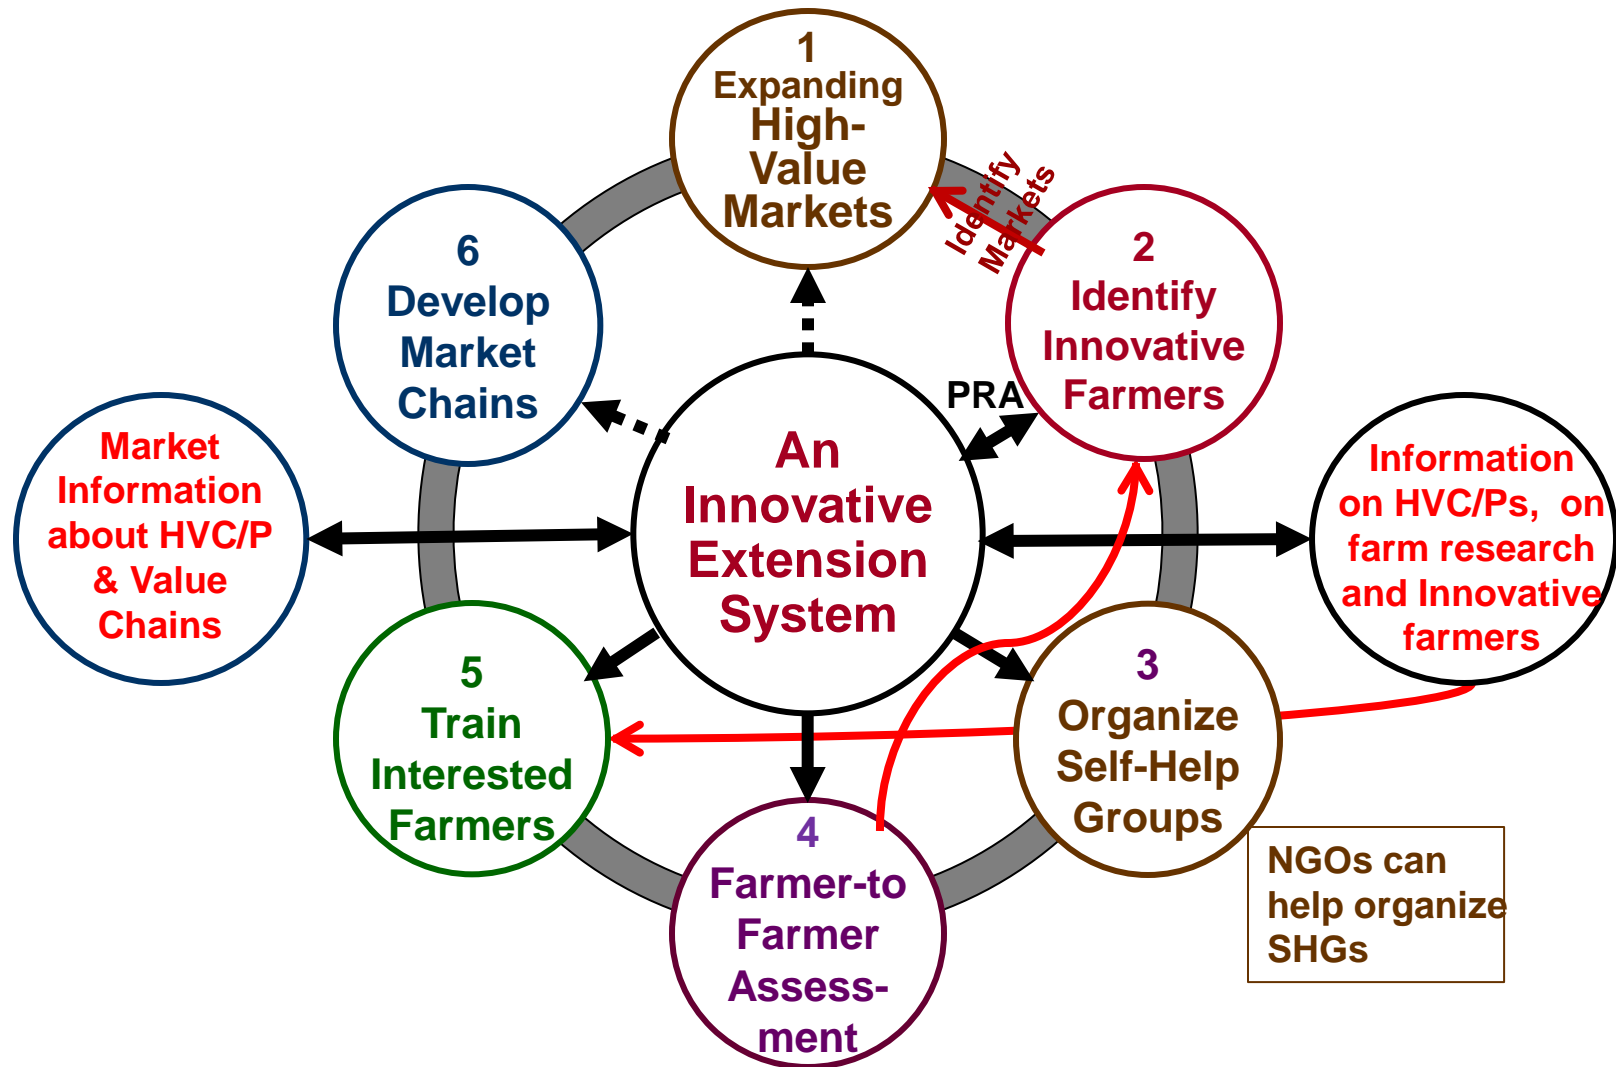 1
Expanding
High-
Value
Markets
Identify
Markets
2
Identify
Innovative
Farmers
6
Develop
Market
Chains
PRA
An
Innovative
Extension
System
Market
Information
about HVC/P
& Value
Chains
Information
on HVC/Ps, on
farm research
and Innovative
farmers
3
Organize
Self-Help
Groups
5
Train
Interested
Farmers
4
Farmer-to
Farmer
Assess-
ment
NGOs can
help organize
SHGs